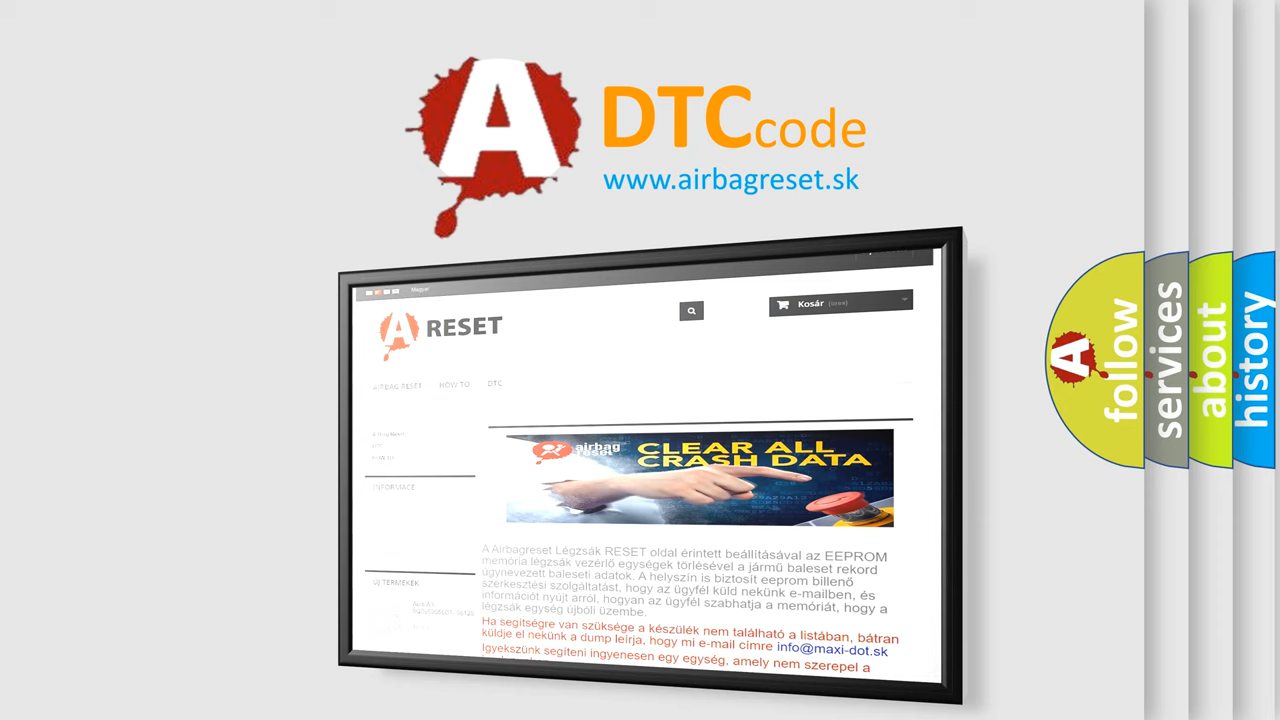 A
DTCcode
www.airbagreset.sk
Magyar
A RESET
Kosár (üres)
AIRBAG RESET HOW TO DTC
INFORMACE
ÚJ TERMÉKEK
airbag
reset
CLEAR ALL
CRASH DATA
A Airbagreset Légzsák RESET oldal érintett beállításával az EEPROM
memória légzsák vezérlő egységek törlésével a jármű baleset rekord
úgynevezett baleseti adatok. A helyszín is biztosít eeprom billenő
szerkesztési szolgáltatást, hogy az ügyfél küld nekünk e-mailben, és
információt nyújt arról, hogyan az ügyfél szabhatja a memóriát, hogy a
légzsák egység újbóli üzembe.
Ha segítségre van szüksége a készülék nem található a listában, bátran
küldje el nekünk a dump leírja, hogy mi e-mail címre info@maxi-dot.sk
Igyekszünk segíteni ingyenesen egy egység, amely nem szerepel a
A
follow
services
about
history